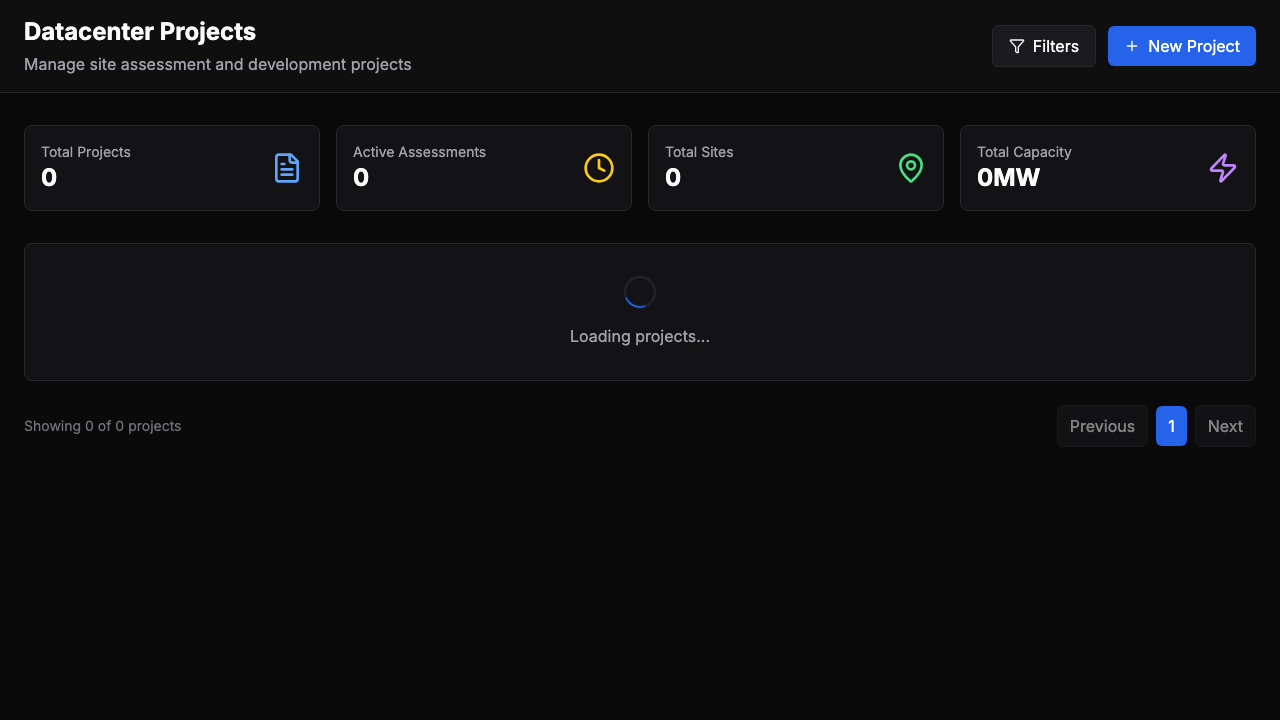 Datacenter Projects
Manage site assessment and development projects
Filters
New Project
Total Projects
0
Active Assessments
0
Total Sites
0
Total Capacity
0MW
Loading projects...
Showing 0 of 0 projects
Previous
1
Next